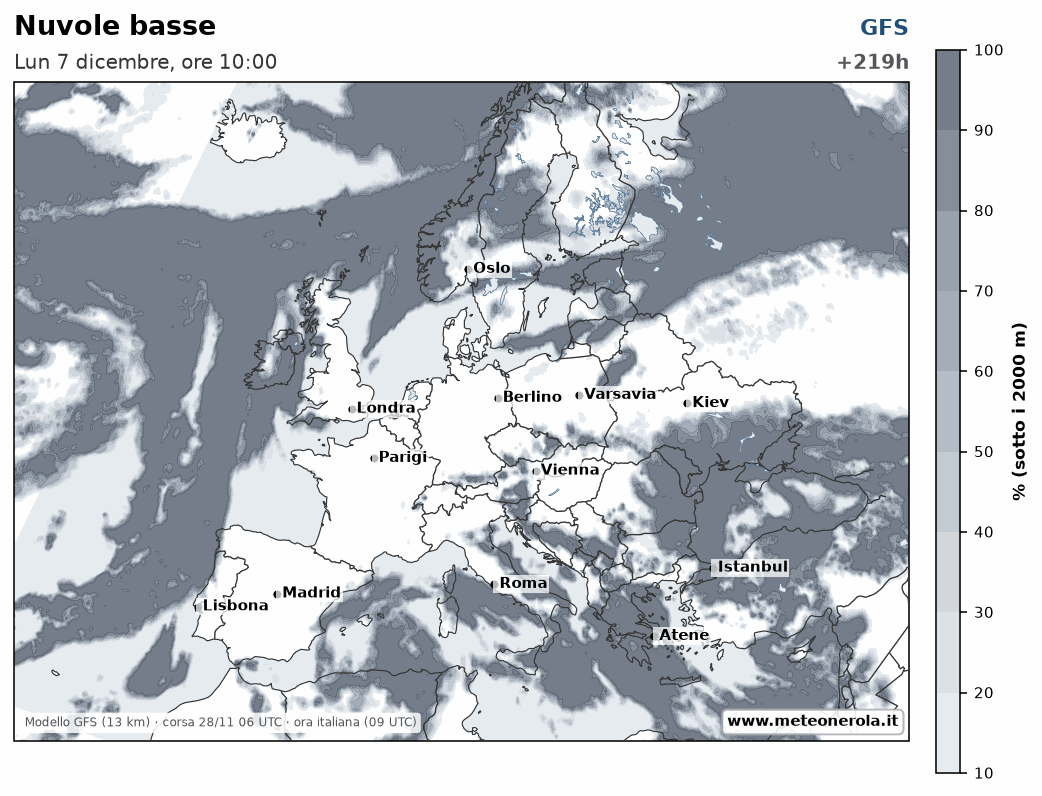 Nuvole basse
GFS
Lun 7 dicembre, ore 10:00
+219h
100
90
80
70
60
50
40
30
20
10
% (sotto i 2000 m)
Oslo
Berlino
Varsavia
Kiev
Londra
Parigi
Vienna
Istanbul
Roma
Madrid
Lisbona
Atene
Modello GFS (13 km) · corsa 28/11 06 UTC · ora italiana (09 UTC)
www.meteonerola.it